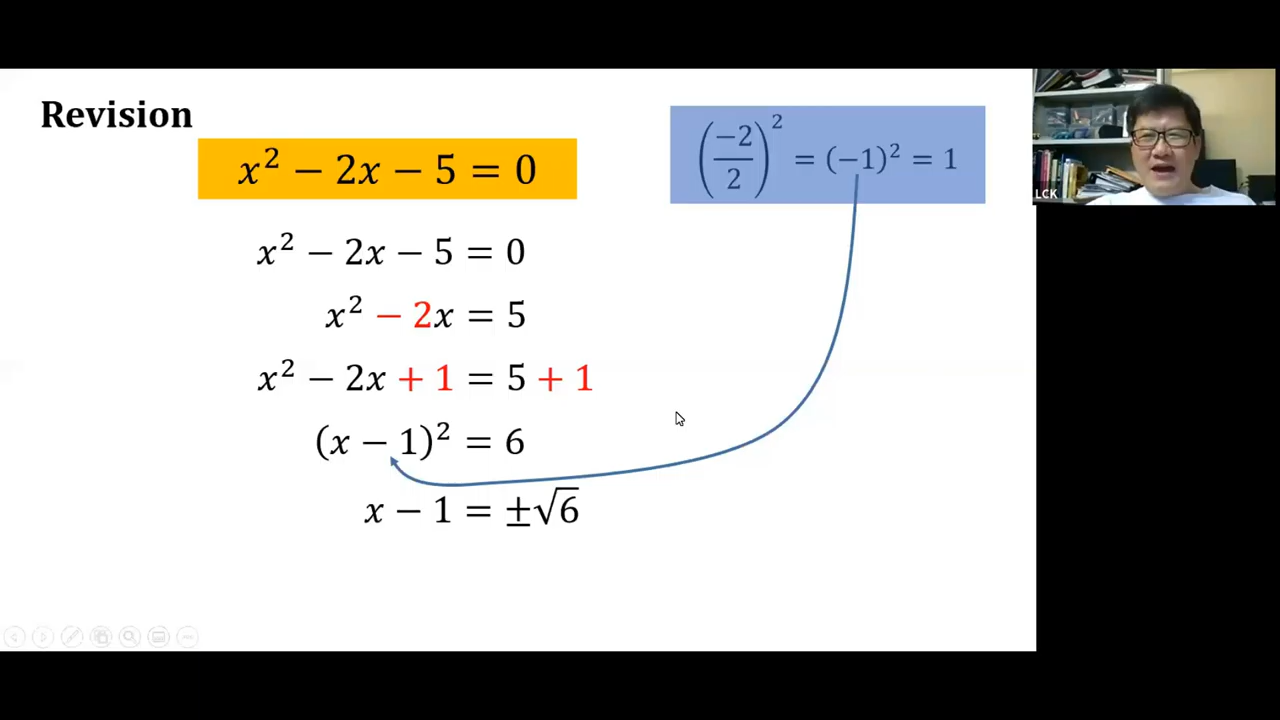 Revision
x² − 2x − 5 = 0
(−2/2)² = (−1)² = 1
x² − 2x − 5 = 0
x² − 2x = 5
x² − 2x + 1 = 5 + 1
(x − 1)² = 6
x − 1 = ±√6
LCK